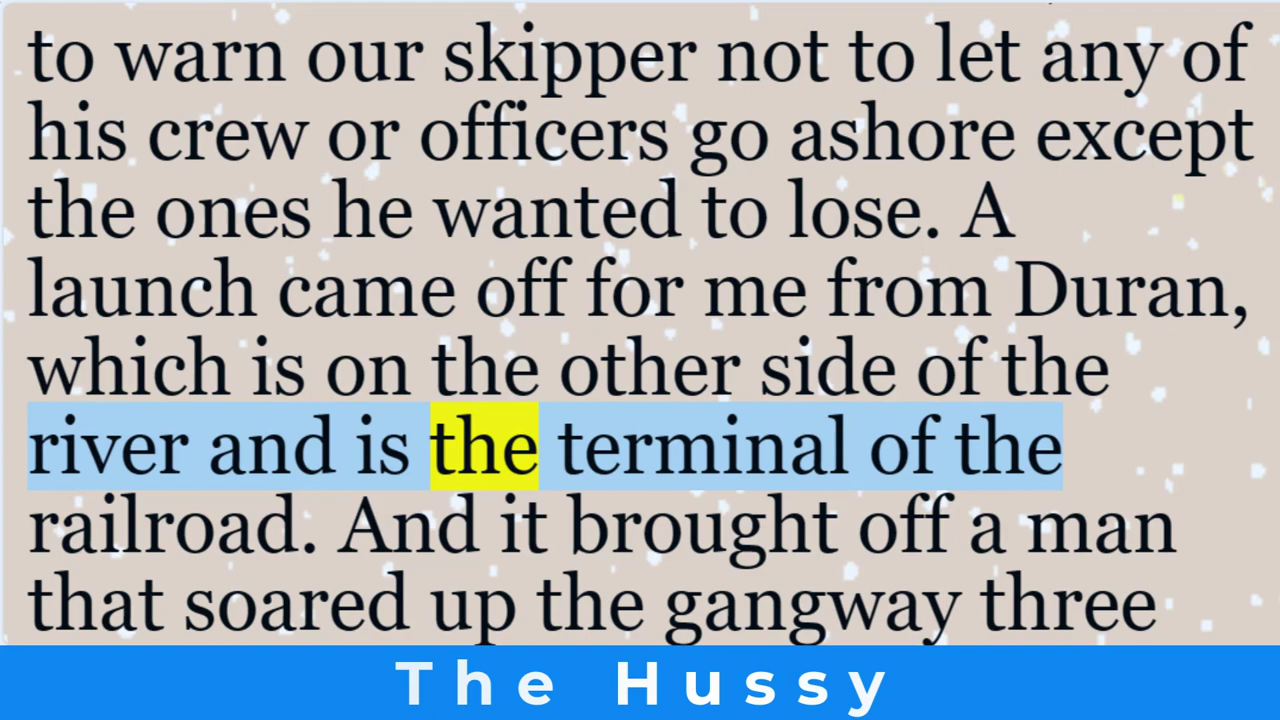 to warn our skipper not to let any of
his crew or officers go ashore except
the ones he wanted to lose. A
launch came off for me from Duran,
which is on the other side of the
river and is the terminal of the
railroad. And it brought off a man
that soared up the gangway three
The Hussy